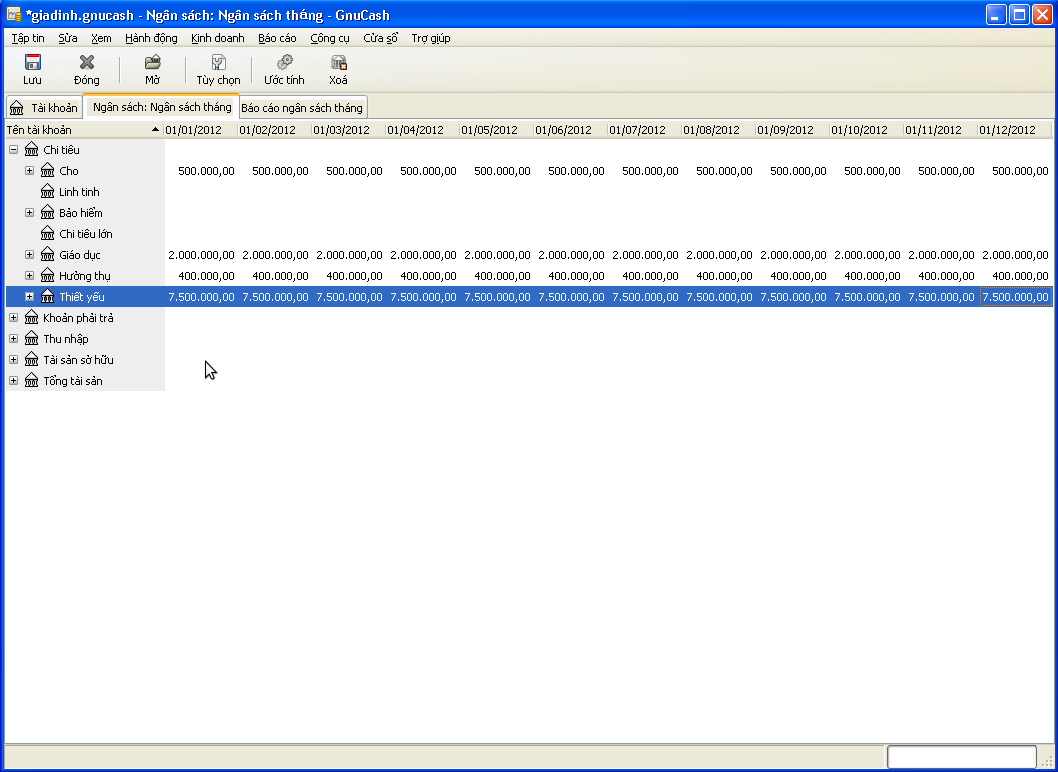 *giadinh.gnucash - Ngân sách: Ngân sách tháng - GnuCash
Tập tin Sửa Xem Hành động Kinh doanh Báo cáo Công cụ Cửa sổ Trợ giúp
Lưu Đóng Mở Tùy chọn Ước tính Xoá
Tài khoản Ngân sách: Ngân sách tháng Báo cáo ngân sách tháng
Tên tài khoản 01/01/2012 01/02/2012 01/03/2012 01/04/2012 01/05/2012 01/06/2012 01/07/2012 01/08/2012 01/09/2012 01/10/2012 01/11/2012 01/12/2012
Chi tiêu
Cho 500.000,00 500.000,00 500.000,00 500.000,00 500.000,00 500.000,00 500.000,00 500.000,00 500.000,00 500.000,00 500.000,00 500.000,00
Linh tinh
Bảo hiểm
Chi tiêu lớn
Giáo dục 2.000.000,00 2.000.000,00 2.000.000,00 2.000.000,00 2.000.000,00 2.000.000,00 2.000.000,00 2.000.000,00 2.000.000,00 2.000.000,00 2.000.000,00 2.000.000,00
Hưởng thụ 400.000,00 400.000,00 400.000,00 400.000,00 400.000,00 400.000,00 400.000,00 400.000,00 400.000,00 400.000,00 400.000,00 400.000,00
Thiết yếu 7.500.000,00 7.500.000,00 7.500.000,00 7.500.000,00 7.500.000,00 7.500.000,00 7.500.000,00 7.500.000,00 7.500.000,00 7.500.000,00 7.500.000,00 7.500.000,00
Khoản phải trả
Thu nhập
Tài sản sở hữu
Tổng tài sản